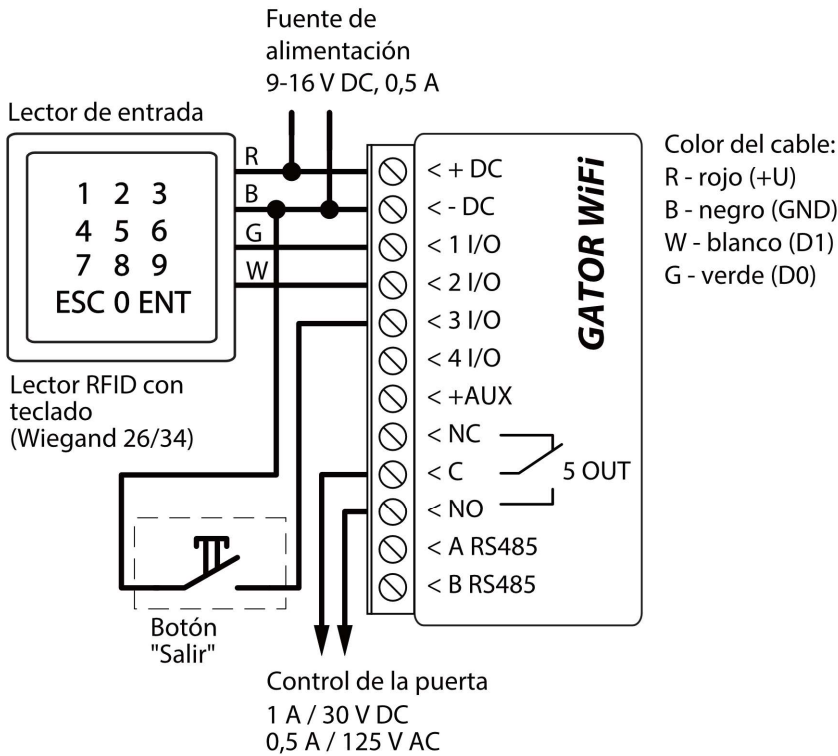 Fuente de
alimentación
9-16 V DC, 0,5 A
Lector de entrada
1 2 3
4 5 6
7 8 9
ESC 0 ENT
R
B
G
W
Lector RFID con
teclado
(Wiegand 26/34)
< + DC
< - DC
< 1 I/O
< 2 I/O
< 3 I/O
< 4 I/O
< +AUX
< NC
< C
< NO
< A RS485
< B RS485
5 OUT
GATOR WiFi
Color del cable:
R - rojo (+U)
B - negro (GND)
W - blanco (D1)
G - verde (D0)
Botón
"Salir"
Control de la puerta
1 A / 30 V DC
0,5 A / 125 V AC